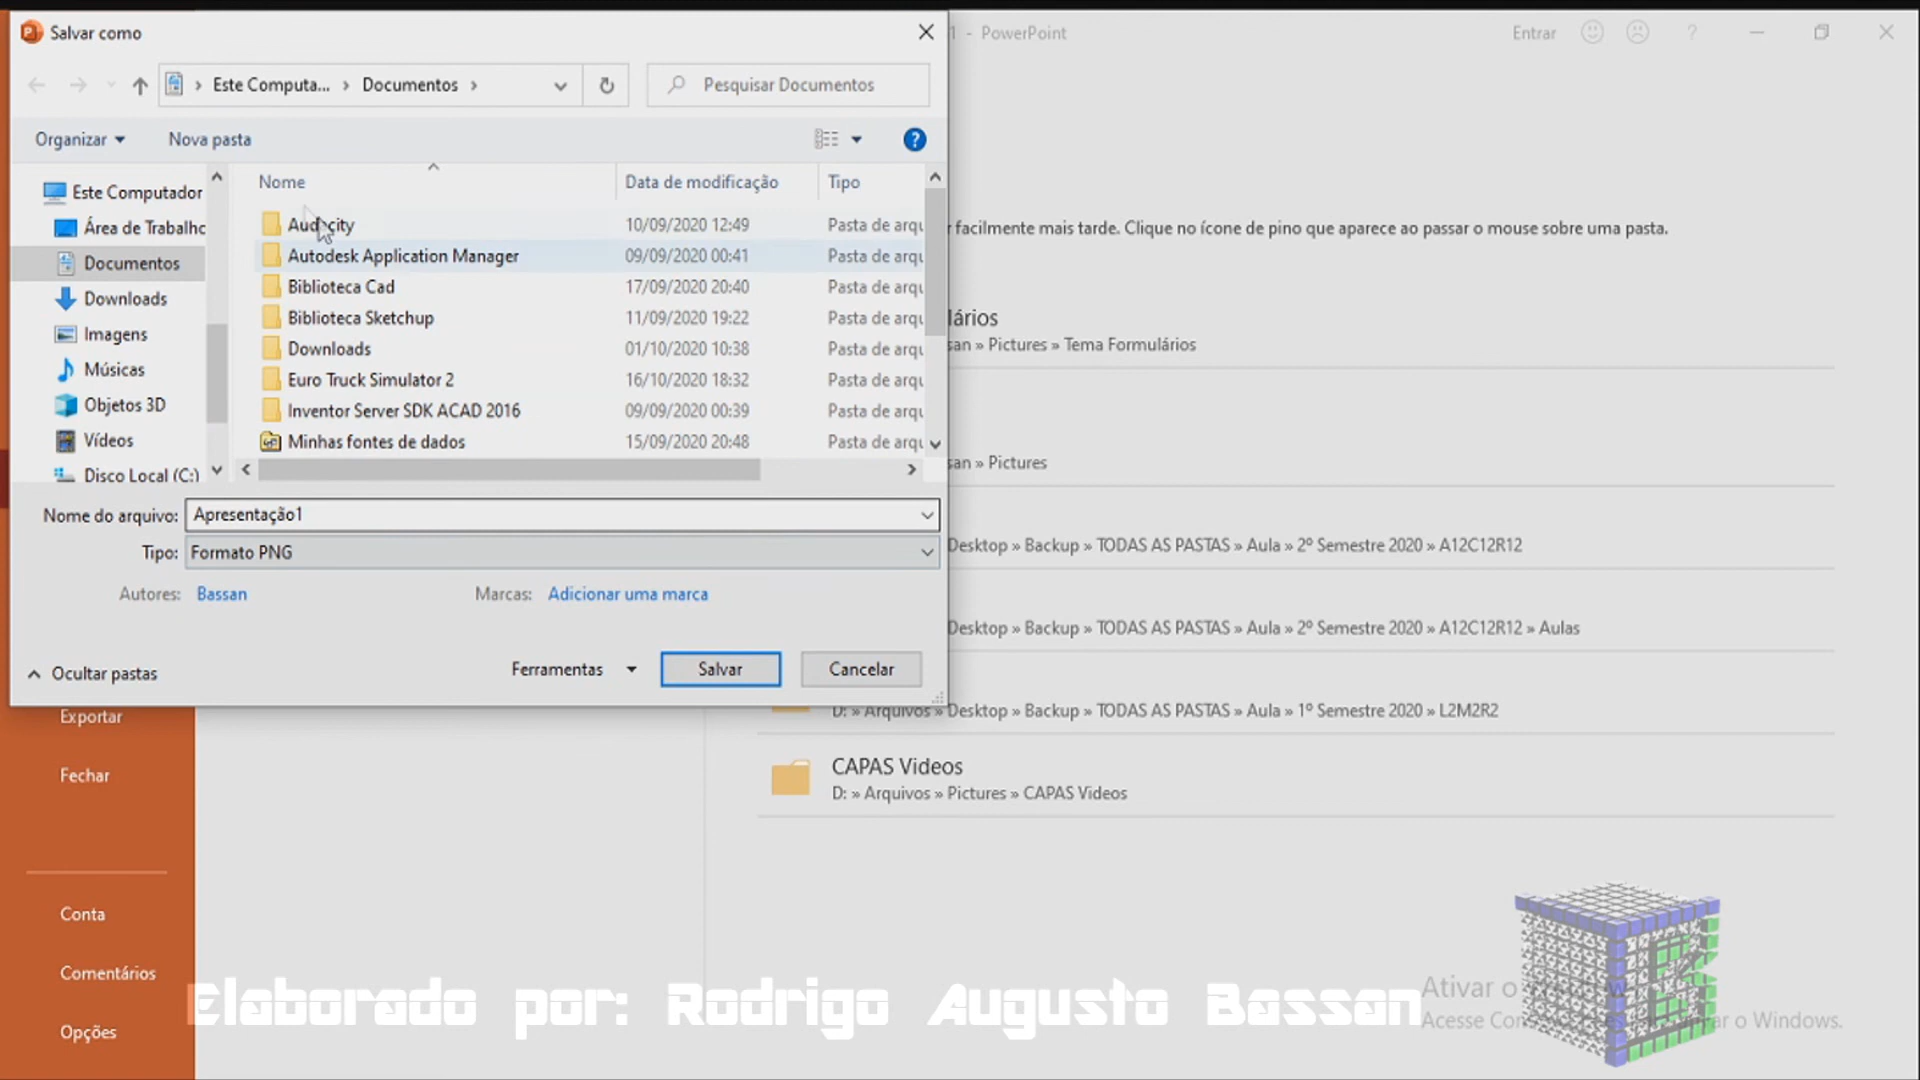 Salvar como
1 - PowerPoint
Entrar
?
Este Computa... › Documentos ›
Pesquisar Documentos
Organizar
Nova pasta
?
Este Computador
Área de Trabalho
Documentos
Downloads
Imagens
Músicas
Objetos 3D
Vídeos
Disco Local (C:)
Nome Data de modificação Tipo
Audacity 10/09/2020 12:49 Pasta de arqu
Autodesk Application Manager 09/09/2020 00:41 Pasta de arqu
Biblioteca Cad 17/09/2020 20:40 Pasta de arqu
Biblioteca Sketchup 11/09/2020 19:22 Pasta de arqu
Downloads 01/10/2020 10:38 Pasta de arqu
Euro Truck Simulator 2 16/10/2020 18:32 Pasta de arqu
Inventor Server SDK ACAD 2016 09/09/2020 00:39 Pasta de arqu
Minhas fontes de dados 15/09/2020 20:48 Pasta de arqu
Nome do arquivo: Apresentação1
Tipo: Formato PNG
Autores: Bassan
Marcas: Adicionar uma marca
Ocultar pastas
Ferramentas
Salvar
Cancelar
r facilmente mais tarde. Clique no ícone de pino que aparece ao passar o mouse sobre uma pasta.
lários
san » Pictures » Tema Formulários
san » Pictures
Desktop » Backup » TODAS AS PASTAS » Aula » 2º Semestre 2020 » A12C12R12
Desktop » Backup » TODAS AS PASTAS » Aula » 2º Semestre 2020 » A12C12R12 » Aulas
D: » Arquivos » Desktop » Backup » TODAS AS PASTAS » Aula » 1º Semestre 2020 » L2M2R2
CAPAS Videos
D: » Arquivos » Pictures » CAPAS Videos
Exportar
Fechar
Conta
Comentários
Opções
Elaborado por: Rodrigo Augusto Bassan
Ativar o
Acesse Con ar o Windows.